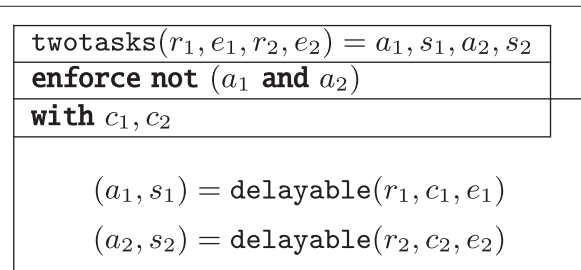 twotasks(r₁, e₁, r₂, e₂) = a₁, s₁, a₂, s₂
enforce not (a₁ and a₂)
with c₁, c₂
(a₁, s₁) = delayable(r₁, c₁, e₁)
(a₂, s₂) = delayable(r₂, c₂, e₂)